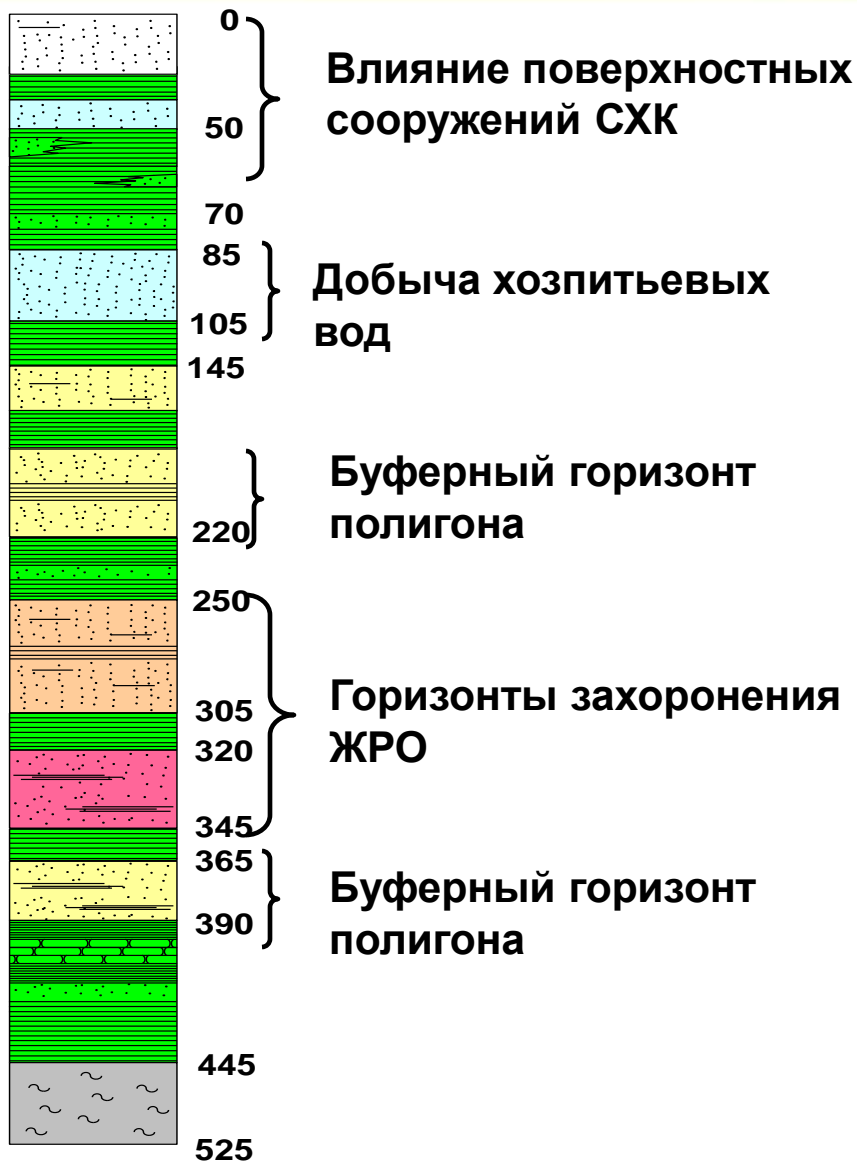 0
Влияние поверхностных
сооружений СХК
50
70
85
Добыча хозпитьевых
вод
105
145
Буферный горизонт
полигона
220
250
Горизонты захоронения
ЖРО
305
320
345
365
Буферный горизонт
полигона
390
445
525